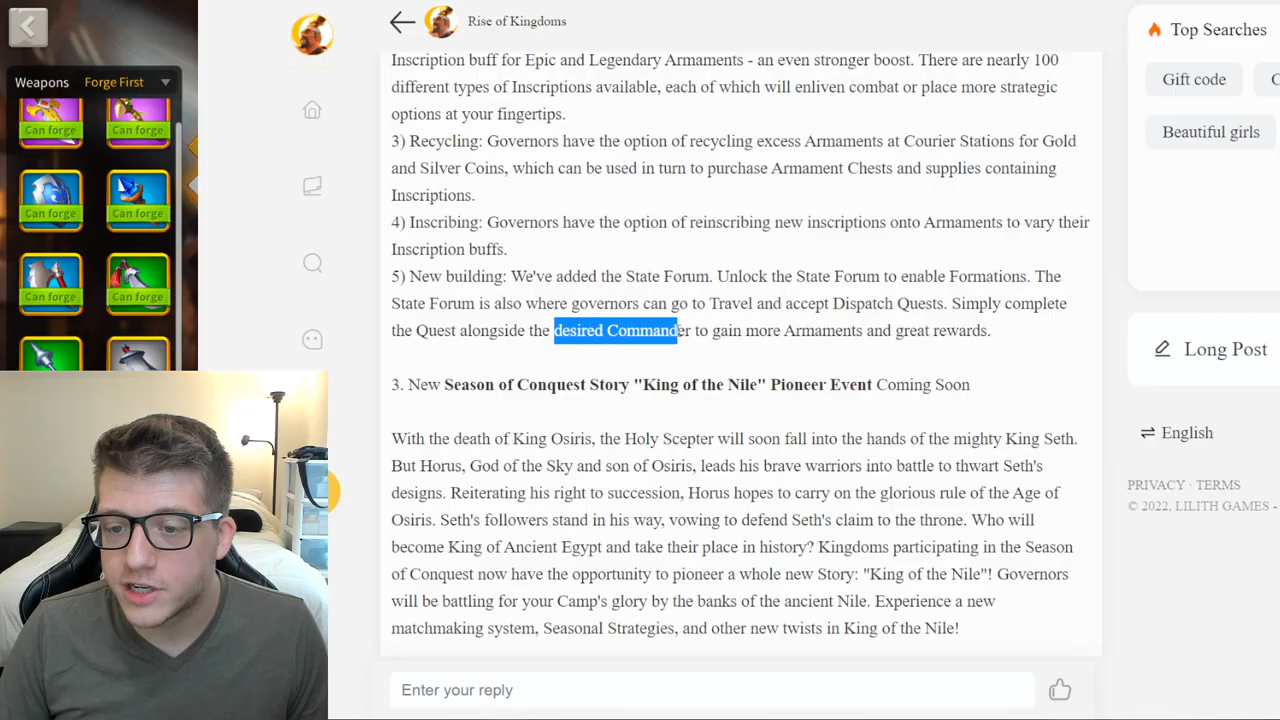 Weapons Forge First
Can forge Can forge
Can forge Can forge
Can forge Can forge
Rise of Kingdoms
Inscription buff for Epic and Legendary Armaments - an even stronger boost. There are nearly 100
different types of Inscriptions available, each of which will enliven combat or place more strategic
options at your fingertips.
3) Recycling: Governors have the option of recycling excess Armaments at Courier Stations for Gold
and Silver Coins, which can be used in turn to purchase Armament Chests and supplies containing
Inscriptions.
4) Inscribing: Governors have the option of reinscribing new inscriptions onto Armaments to vary their
Inscription buffs.
5) New building: We've added the State Forum. Unlock the State Forum to enable Formations. The
State Forum is also where governors can go to Travel and accept Dispatch Quests. Simply complete
the Quest alongside the desired Commander to gain more Armaments and great rewards.
3. New Season of Conquest Story "King of the Nile" Pioneer Event Coming Soon
With the death of King Osiris, the Holy Scepter will soon fall into the hands of the mighty King Seth.
But Horus, God of the Sky and son of Osiris, leads his brave warriors into battle to thwart Seth's
designs. Reiterating his right to succession, Horus hopes to carry on the glorious rule of the Age of
Osiris. Seth's followers stand in his way, vowing to defend Seth's claim to the throne. Who will
become King of Ancient Egypt and take their place in history? Kingdoms participating in the Season
of Conquest now have the opportunity to pioneer a whole new Story: "King of the Nile"! Governors
will be battling for your Camp's glory by the banks of the ancient Nile. Experience a new
matchmaking system, Seasonal Strategies, and other new twists in King of the Nile!
Enter your reply
Top Searches
Gift code
Beautiful girls
Long Post
English
PRIVACY · TERMS
© 2022, LILITH GAMES -